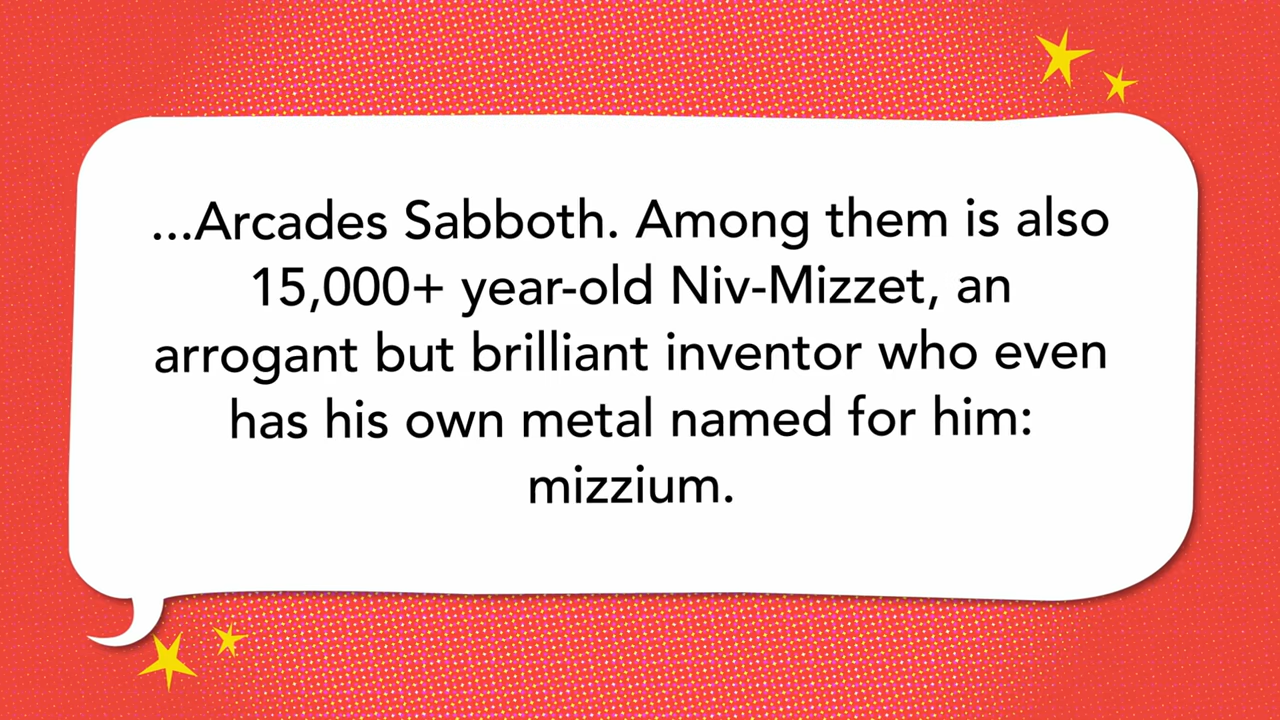 ...Arcades Sabboth. Among them is also
15,000+ year-old Niv-Mizzet, an
arrogant but brilliant inventor who even
has his own metal named for him:
mizzium.